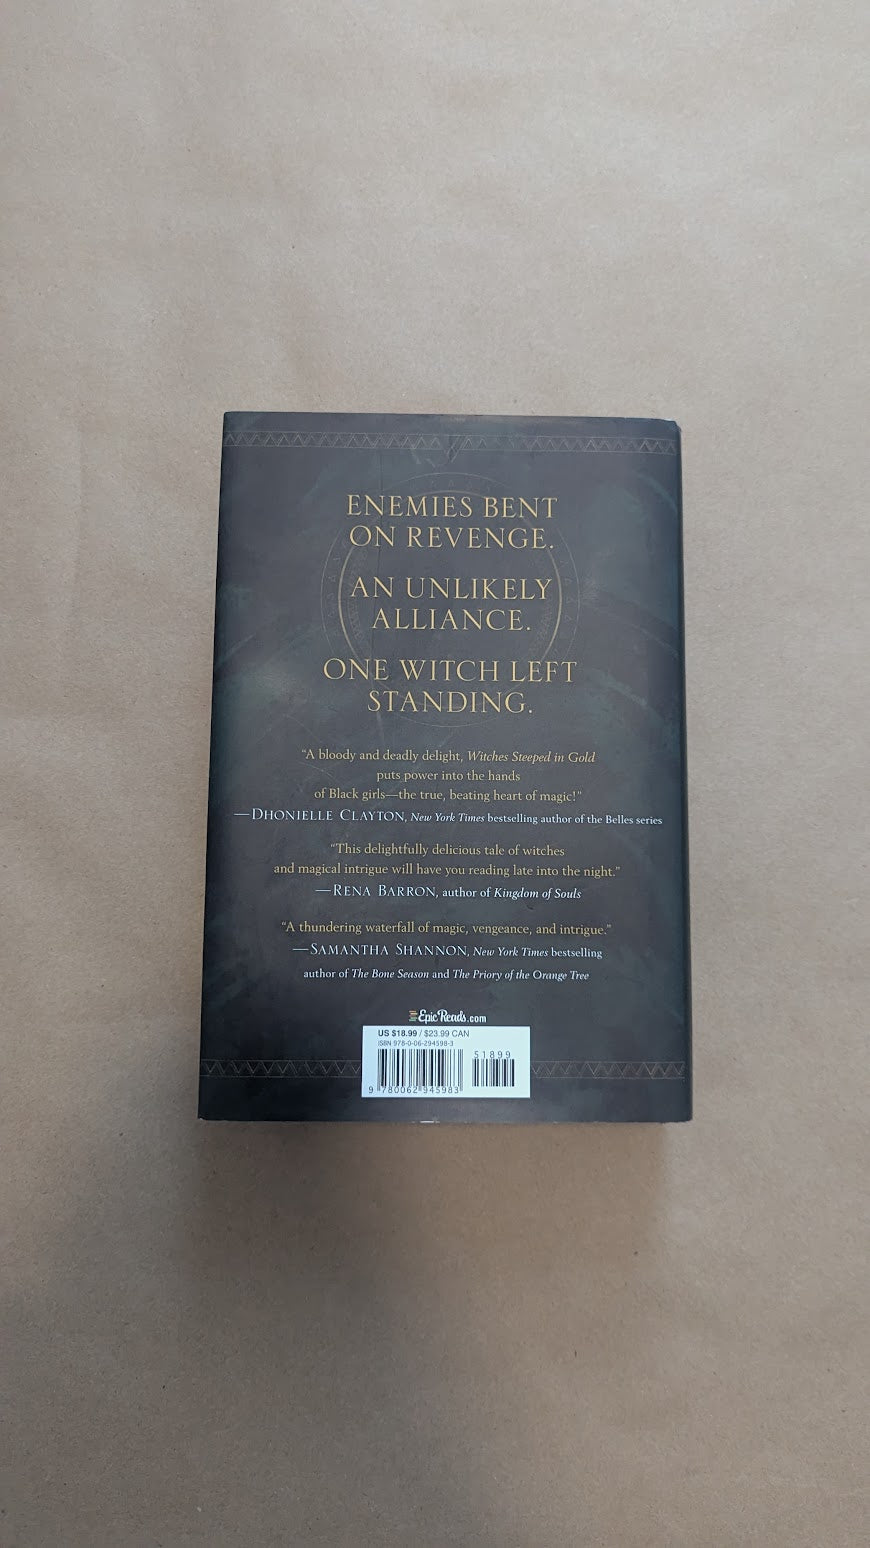 ENEMIES BENT
ON REVENGE.
AN UNLIKELY
ALLIANCE.
ONE WITCH LEFT
STANDING.
“A bloody and deadly delight, Witches Steeped in Gold
puts power into the hands
of Black girls—the true, beating heart of magic!”
—DHONIELLE CLAYTON, New York Times bestselling author of the Belles series
“This delightfully delicious tale of witches
and magical intrigue will have you reading late into the night.”
—RENA BARRON, author of Kingdom of Souls
“A thundering waterfall of magic, vengeance, and intrigue.”
—SAMANTHA SHANNON, New York Times bestselling
author of The Bone Season and The Priory of the Orange Tree
EpicReads.com
US $18.99 / $23.99 CAN
ISBN 978-0-06-294598-3
51899
9 780062 945983